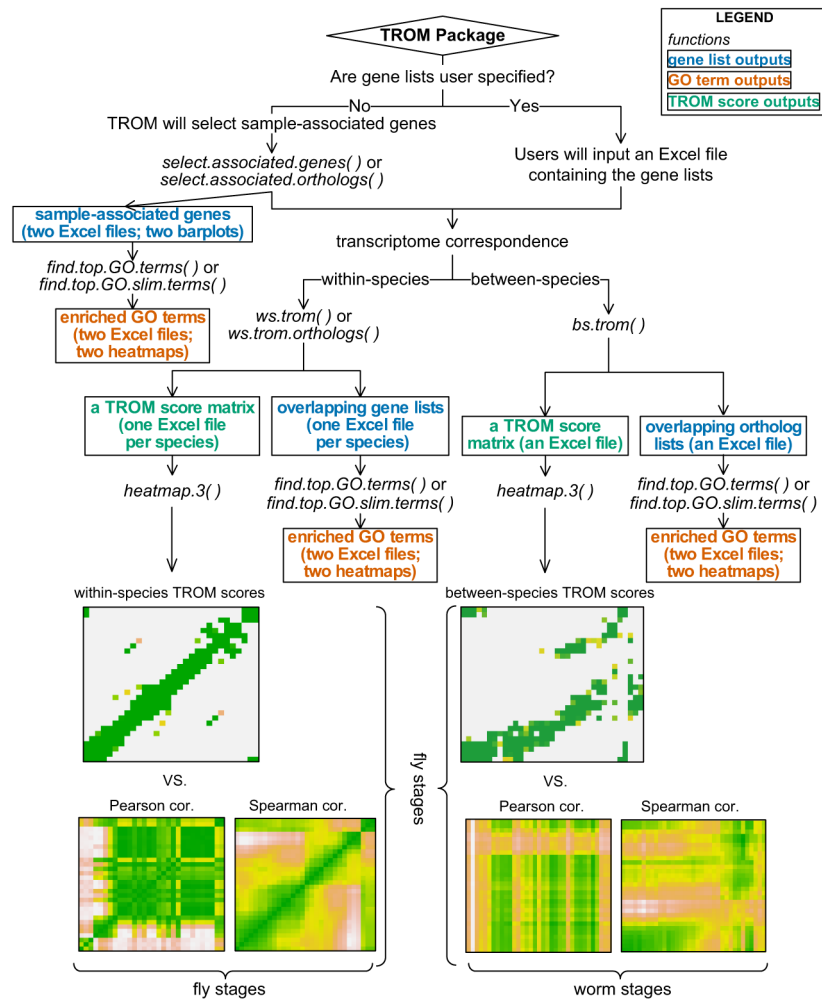 TROM Package
LEGEND
functions
gene list outputs
GO term outputs
TROM score outputs
Are gene lists user specified?
No
Yes
TROM will select sample-associated genes
select.associated.genes( ) or
select.associated.orthologs( )
Users will input an Excel file
containing the gene lists
sample-associated genes
(two Excel files; two barplots)
transcriptome correspondence
find.top.GO.terms( ) or
find.top.GO.slim.terms( )
within-species
between-species
enriched GO terms
(two Excel files;
two heatmaps)
ws.trom( ) or
ws.trom.orthologs( )
bs.trom( )
a TROM score matrix
(one Excel file
per species)
overlapping gene lists
(one Excel file
per species)
a TROM score
matrix (an Excel file)
overlapping ortholog
lists (an Excel file)
heatmap.3( )
find.top.GO.terms( ) or
find.top.GO.slim.terms( )
heatmap.3( )
find.top.GO.terms( ) or
find.top.GO.slim.terms( )
enriched GO terms
(two Excel files;
two heatmaps)
enriched GO terms
(two Excel files;
two heatmaps)
within-species TROM scores
between-species TROM scores
fly stages
VS.
VS.
Pearson cor.
Spearman cor.
Pearson cor.
Spearman cor.
fly stages
worm stages